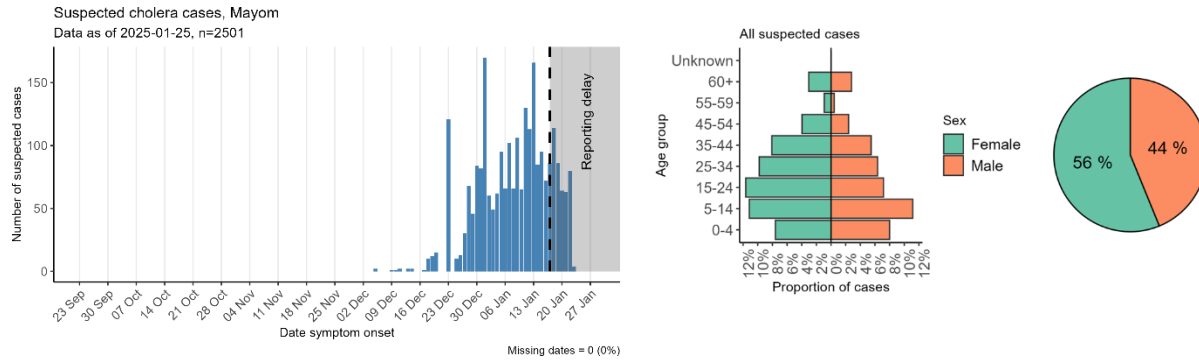 Suspected cholera cases, Mayom
Data as of 2025-01-25, n=2501
Number of suspected cases
150
100
50
0
Reporting delay
23 Sep
30 Sep
07 Oct
14 Oct
21 Oct
28 Oct
04 Nov
11 Nov
18 Nov
25 Nov
02 Dec
09 Dec
16 Dec
23 Dec
30 Dec
06 Jan
13 Jan
20 Jan
27 Jan
Date symptom onset
Missing dates = 0 (0%)
All suspected cases
Age group
Unknown
60+
55-59
45-54
35-44
25-34
15-24
5-14
0-4
12%
10%
8%
6%
4%
2%
0%
2%
4%
6%
8%
10%
12%
Proportion of cases
Sex
Female
Male
56 %
44 %